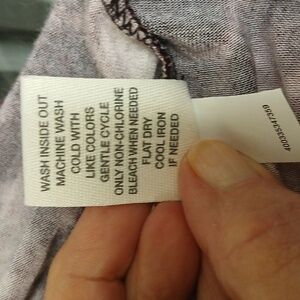 WASH INSIDE OUT
MACHINE WASH
COLD WITH
LIKE COLORS
GENTLE CYCLE
ONLY NON-CHLORINE
BLEACH WHEN NEEDED
FLAT DRY
COOL IRON
IF NEEDED
400935347359